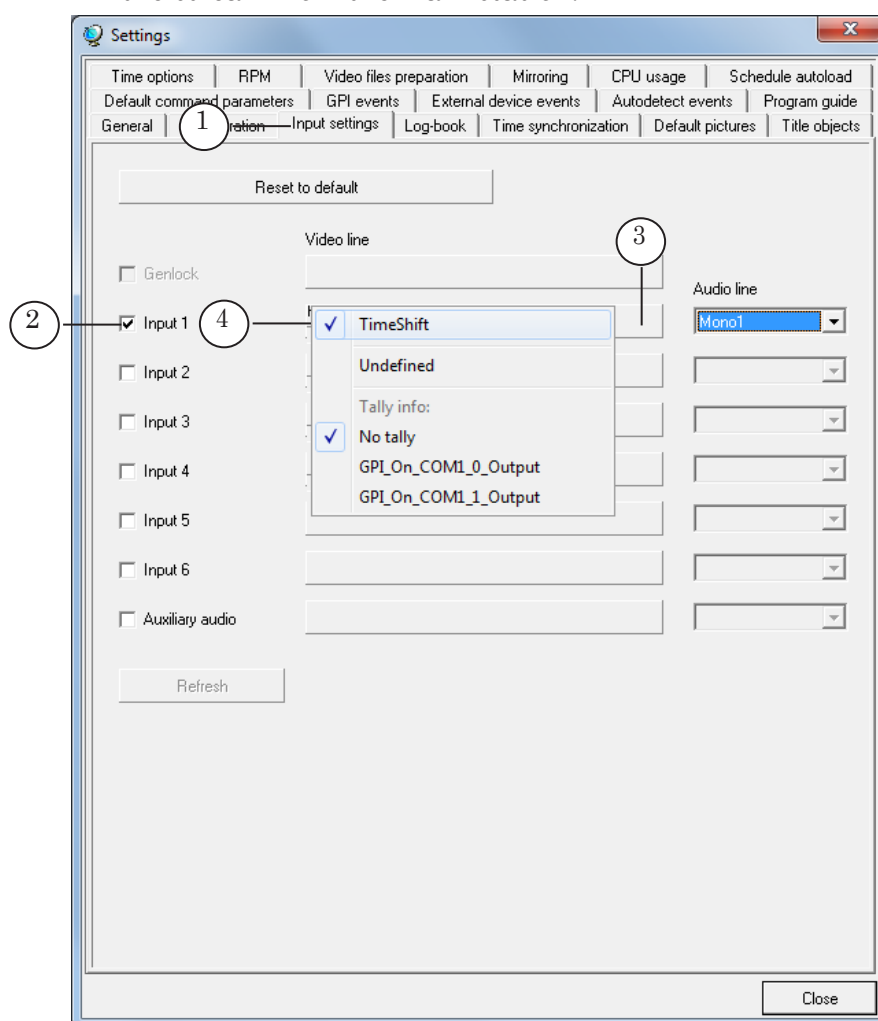 Settings
Time options RPM Video files preparation Mirroring CPU usage Schedule autoload
Default command parameters GPI events External device events Autodetect events Program guide
General 1 Input settings Log-book Time synchronization Default pictures Title objects
Reset to default
Video line
3
Genlock
Audio line
2
Input 1
4
TimeShift
Mono1
Undefined
Input 2
Tally info:
Input 3
No tally
Input 4
GPI_On_COM1_0_Output
GPI_On_COM1_1_Output
Input 5
Input 6
Auxiliary audio
Refresh
Close